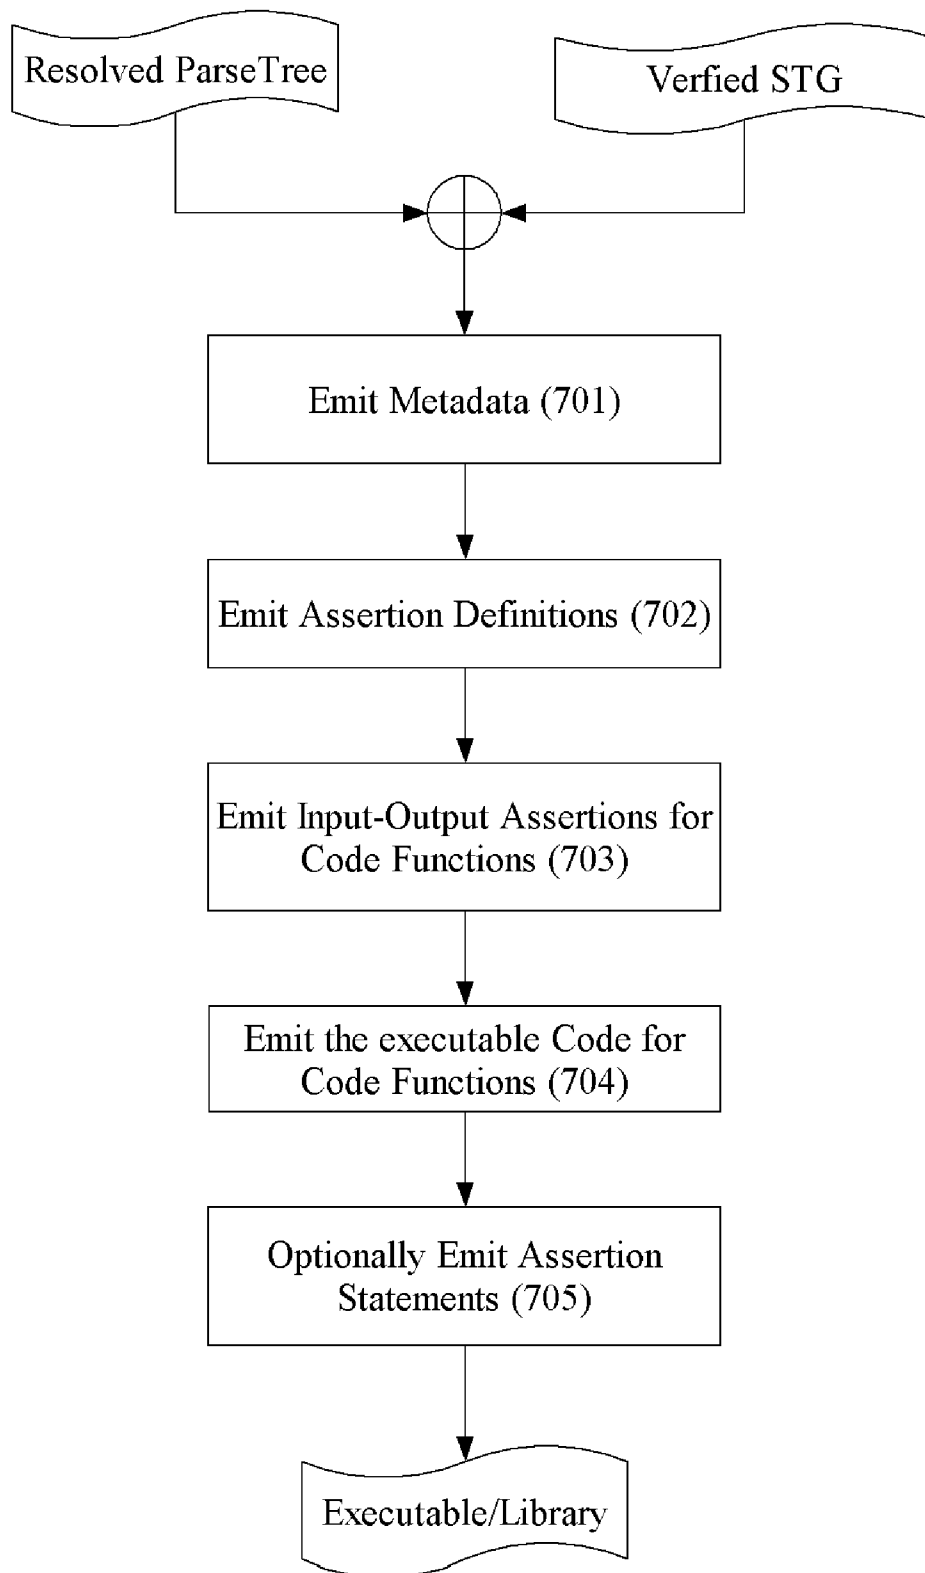 Resolved ParseTree
Verfied STG
Emit Metadata (701)
Emit Assertion Definitions (702)
Emit Input-Output Assertions for
Code Functions (703)
Emit the executable Code for
Code Functions (704)
Optionally Emit Assertion
Statements (705)
Executable/Library